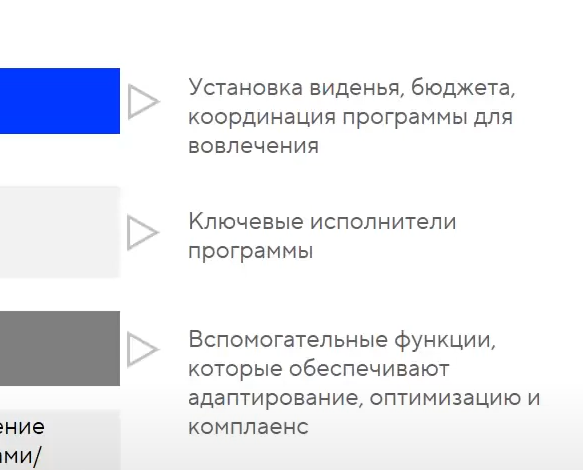 Установка виденья, бюджета,
координация программы для
вовлечения
Ключевые исполнители
программы
Вспомогательные функции,
которые обеспечивают
адаптирование, оптимизацию и
комплаенс
ение
ами/